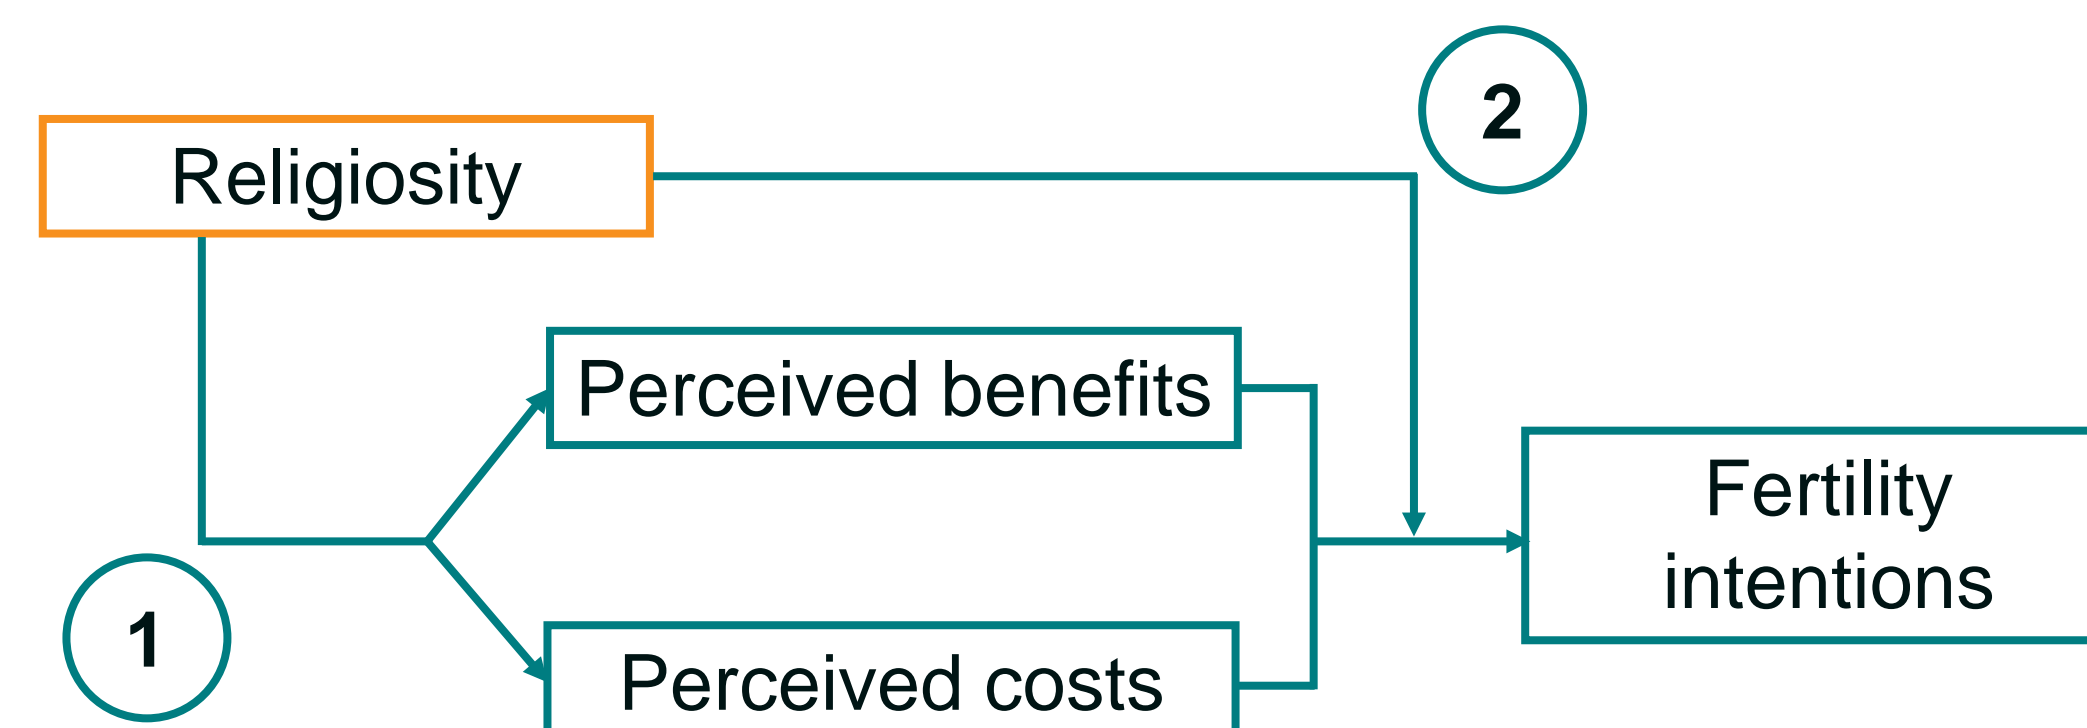 2
Religiosity
Perceived benefits
Fertility
intentions
1
Perceived costs